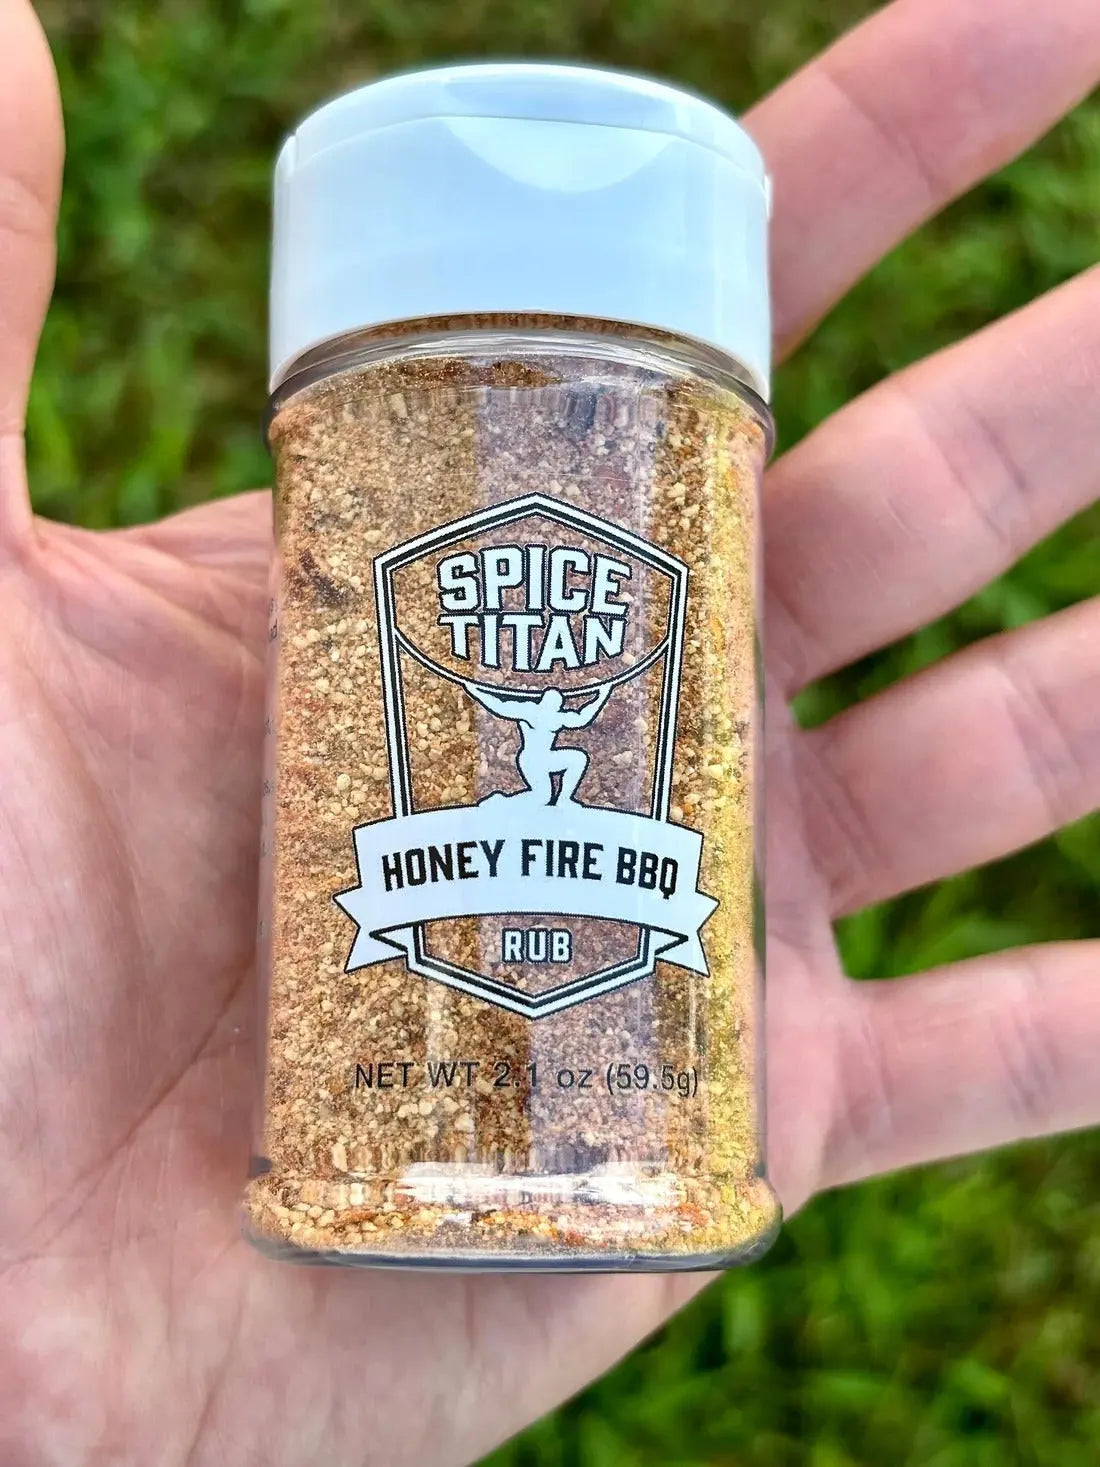 SPICE
TITAN
HONEY FIRE BBQ
RUB
NET WT 2.1 oz (59.5g)